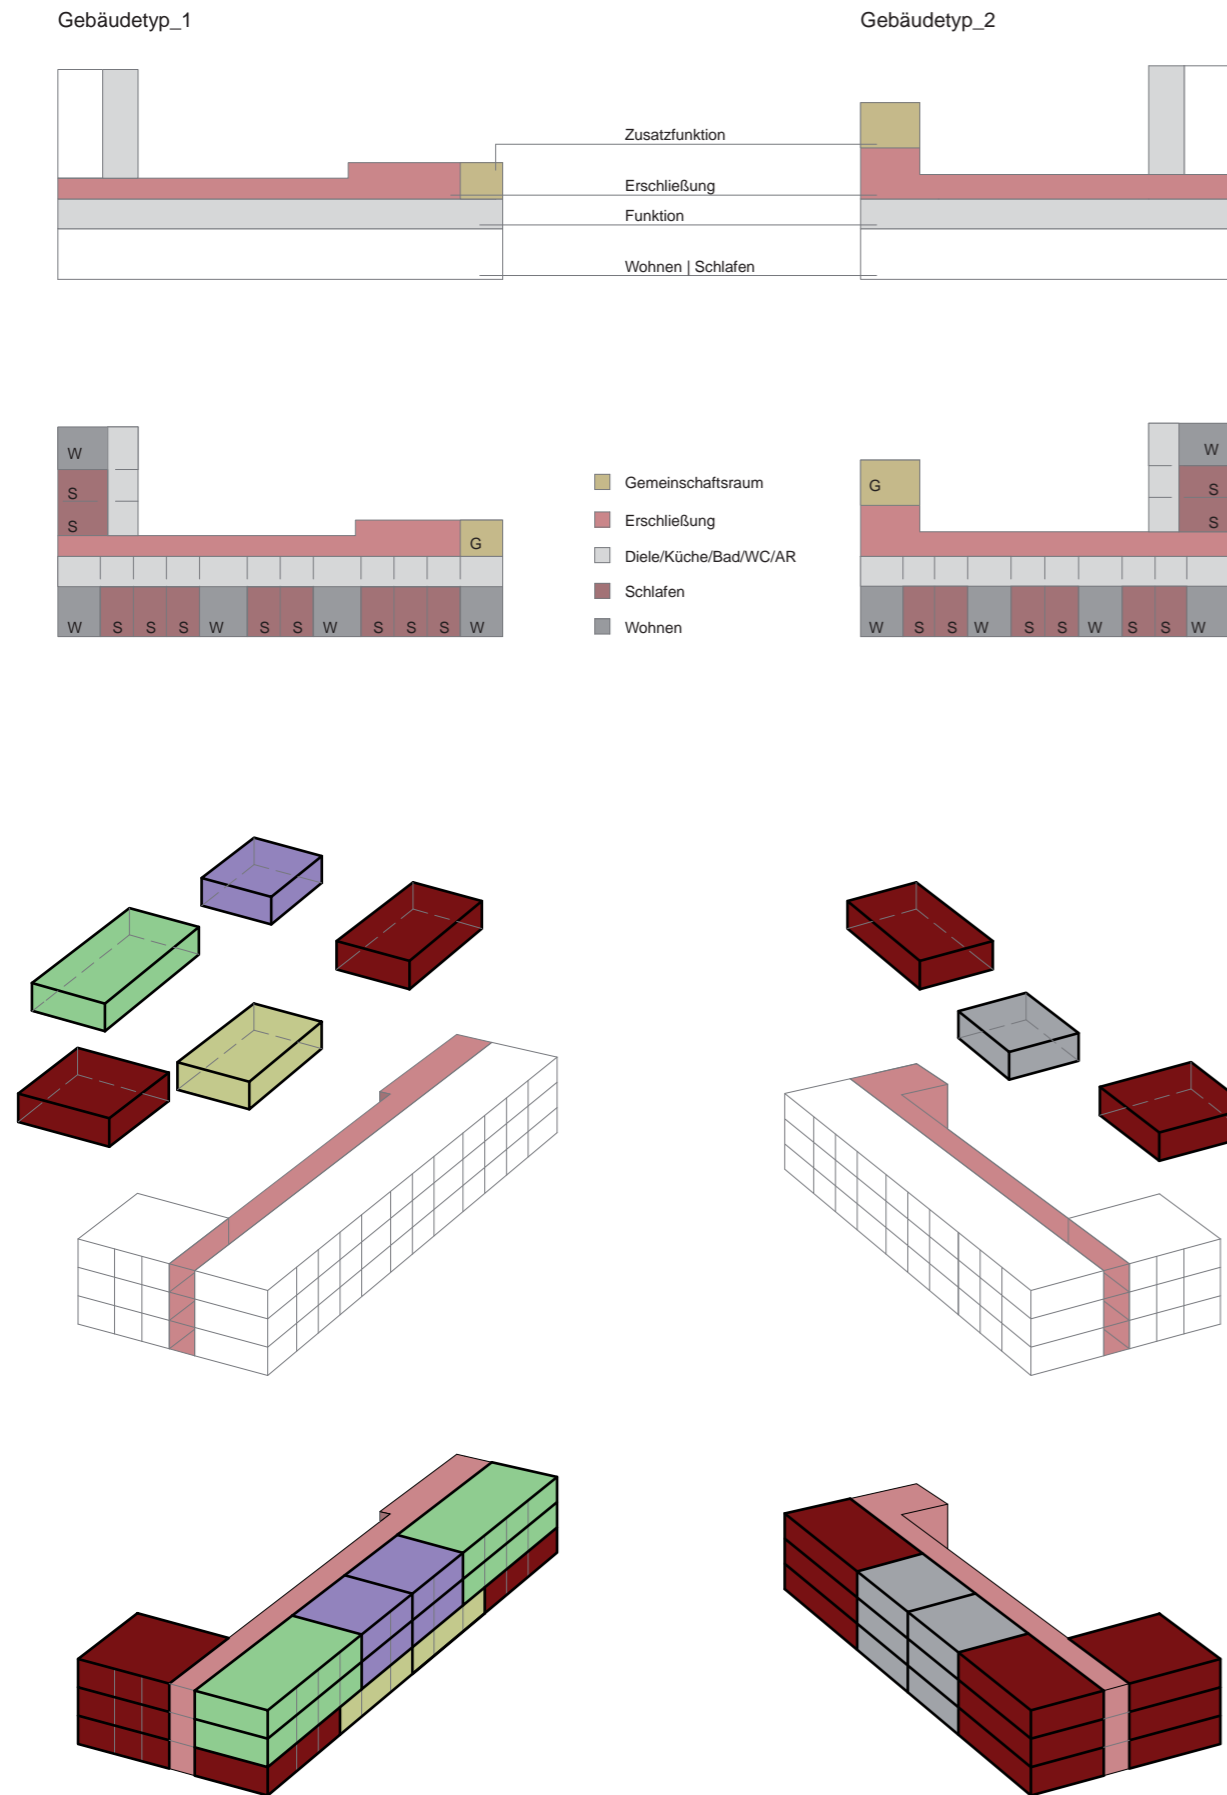 Gebäudetyp_1
Gebäudetyp_2
Zusatzfunktion
Erschließung
Funktion
Wohnen | Schlafen
W
S
S
G
W S S S W S S W S S S W
Gemeinschaftsraum
Erschließung
Diele/Küche/Bad/WC/AR
Schlafen
Wohnen
W
G
S
S
W S S W S S W S S W